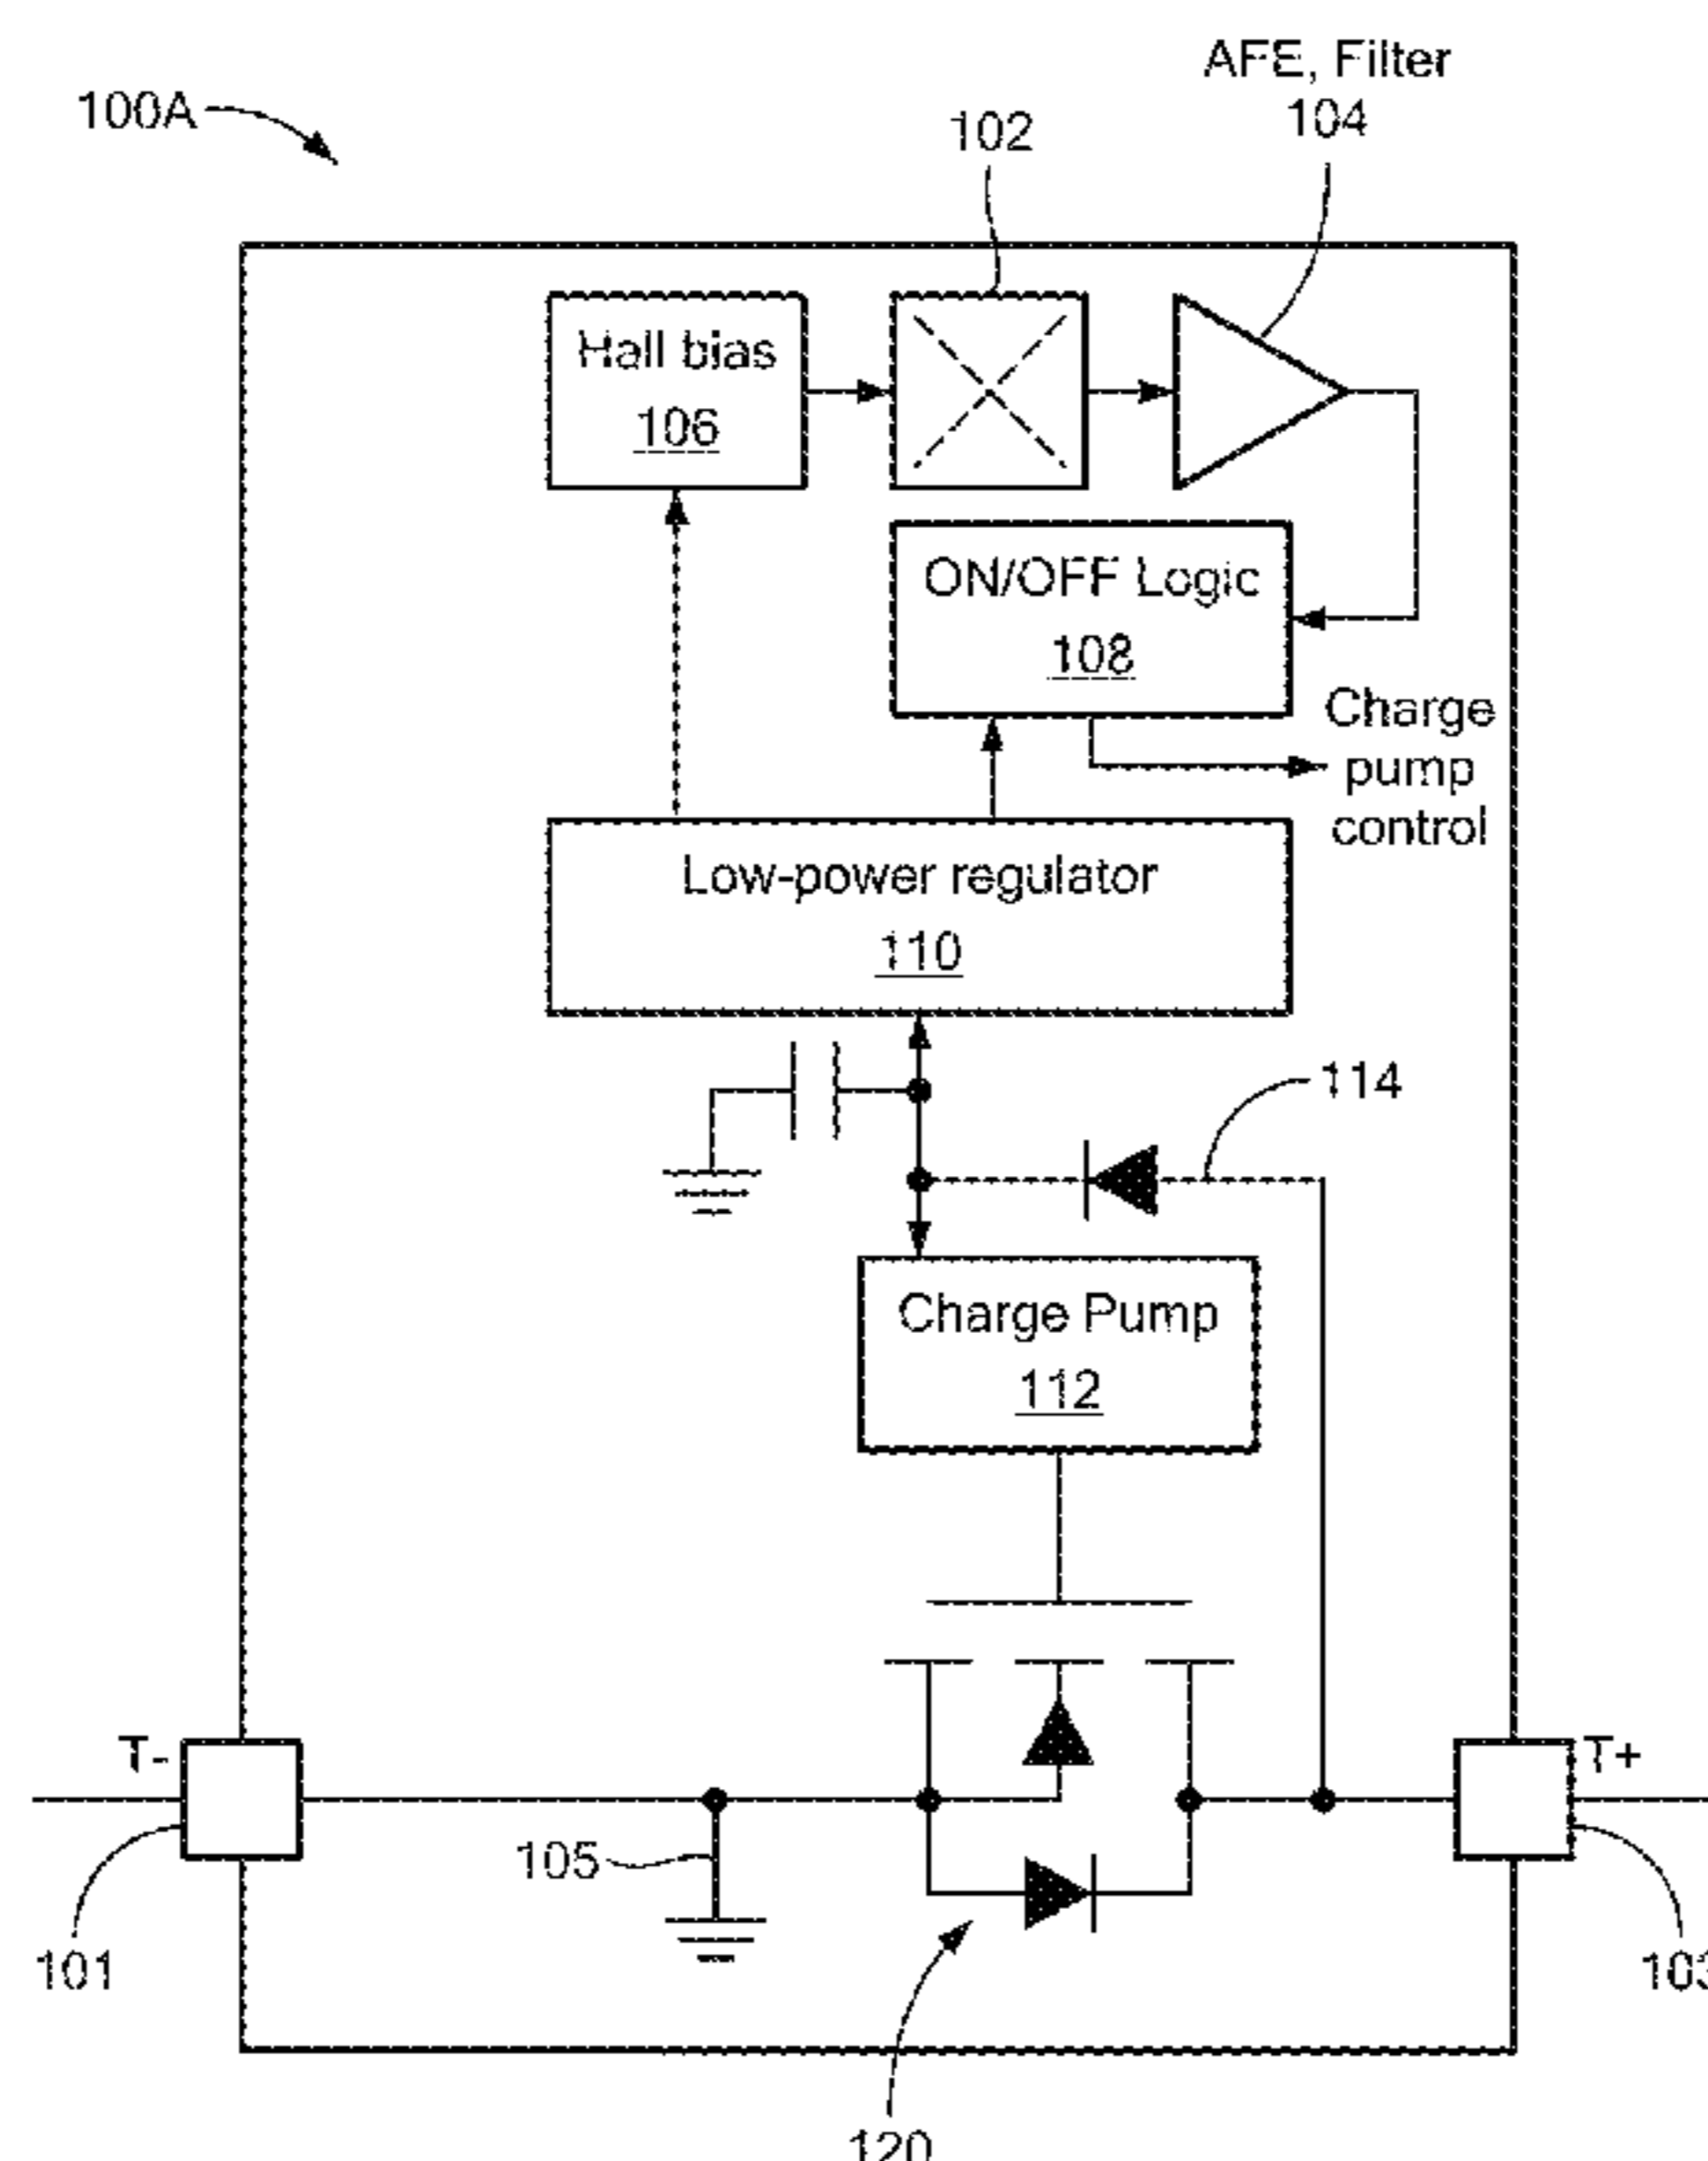 100A
AFE, Filter
104
102
Hall bias
106
ON/OFF Logic
108
Charge
pump
control
Low-power regulator
110
114
Charge Pump
112
T-
T+
105
101
103
120